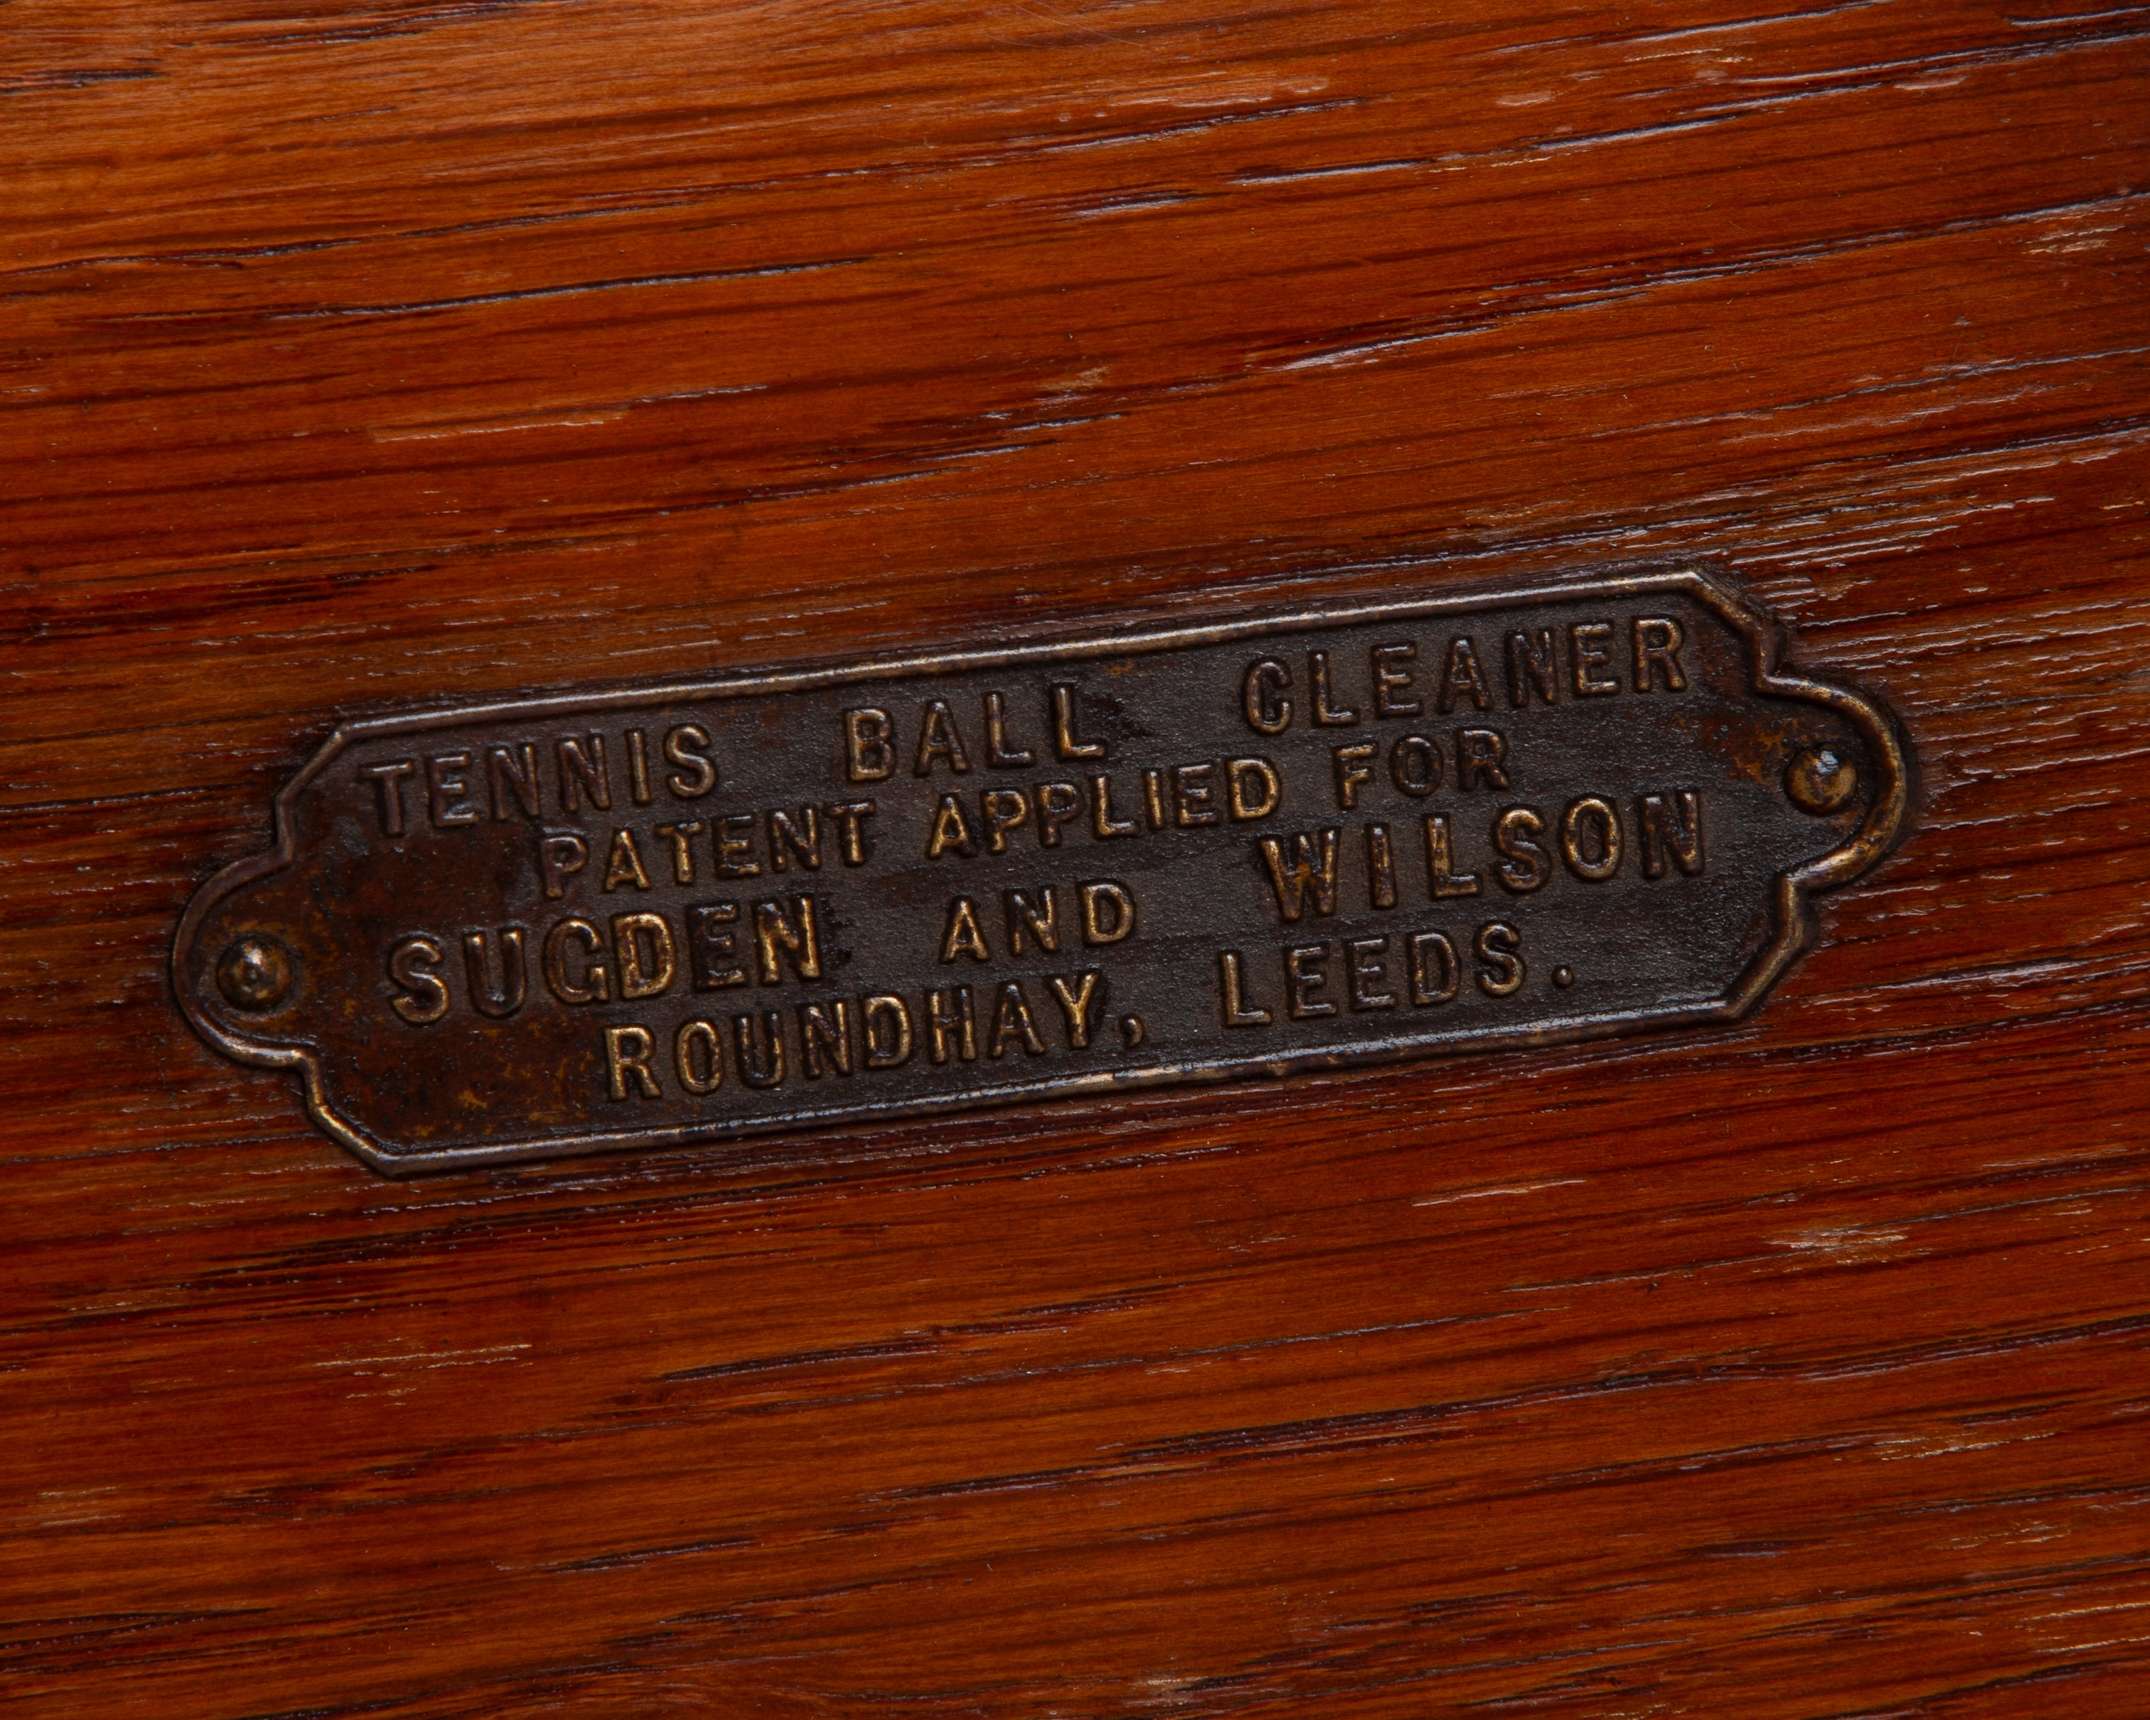 TENNIS BALL CLEANER
PATENT APPLIED FOR
SUGDEN AND WILSON
ROUNDHAY, LEEDS.